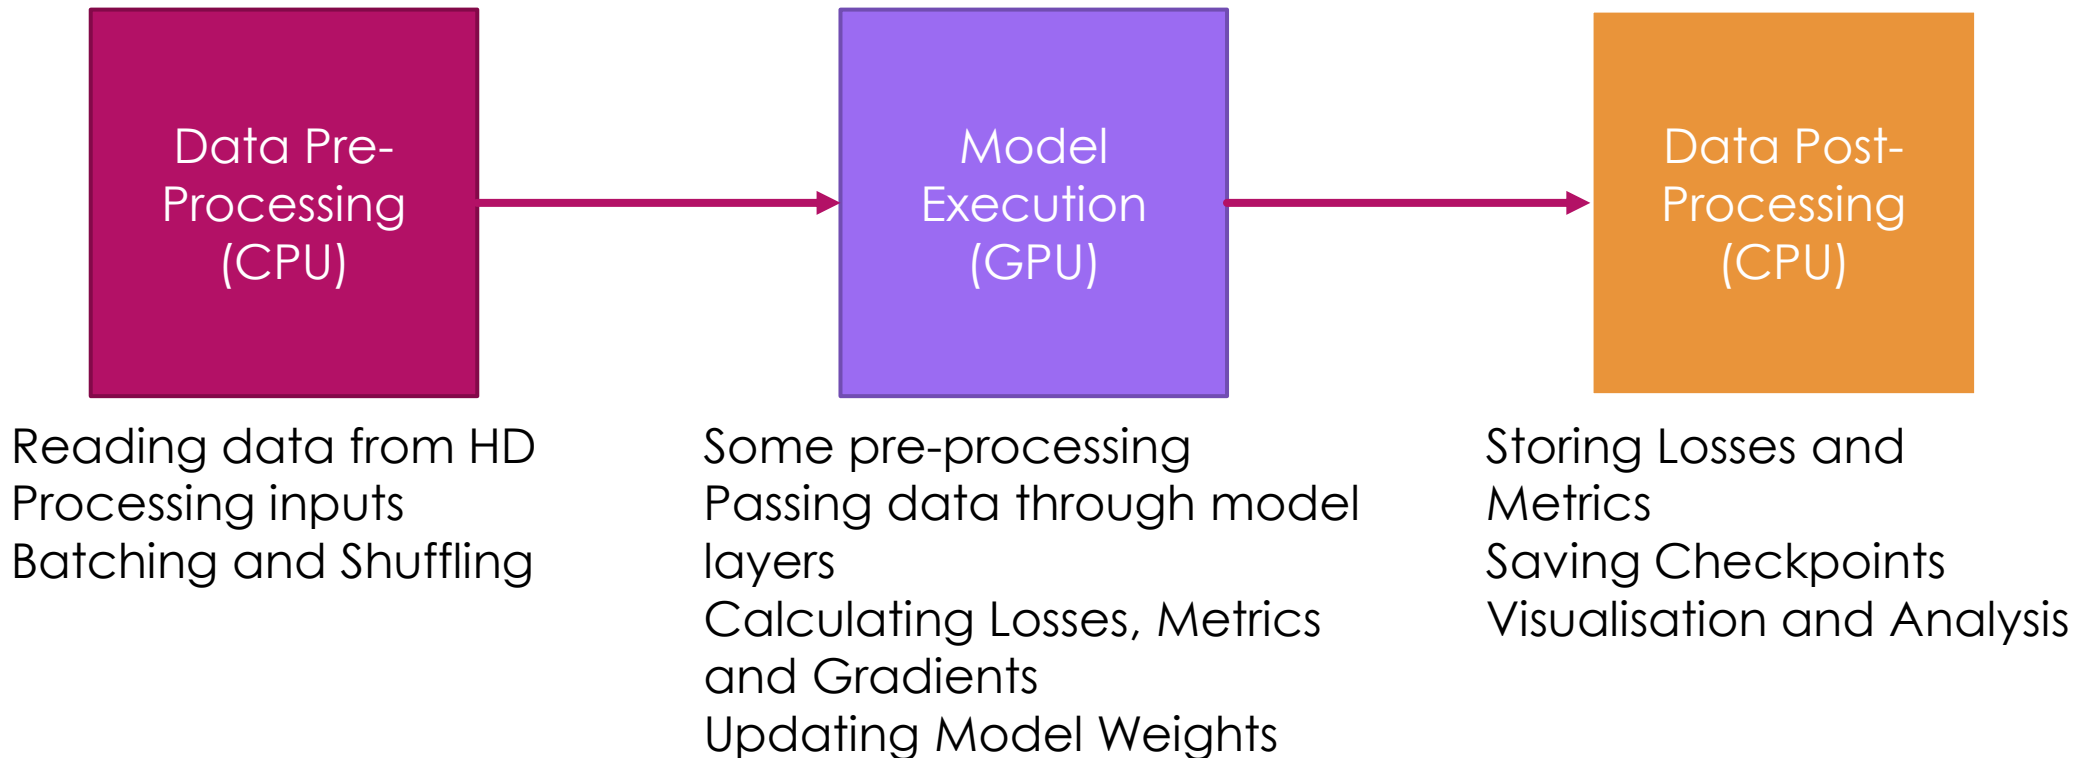 Data Pre-
Processing
(CPU)
Model
Execution
(GPU)
Data Post-
Processing
(CPU)
Reading data from HD
Processing inputs
Batching and Shuffling
Some pre-processing
Passing data through model
layers
Calculating Losses, Metrics
and Gradients
Updating Model Weights
Storing Losses and
Metrics
Saving Checkpoints
Visualisation and Analysis